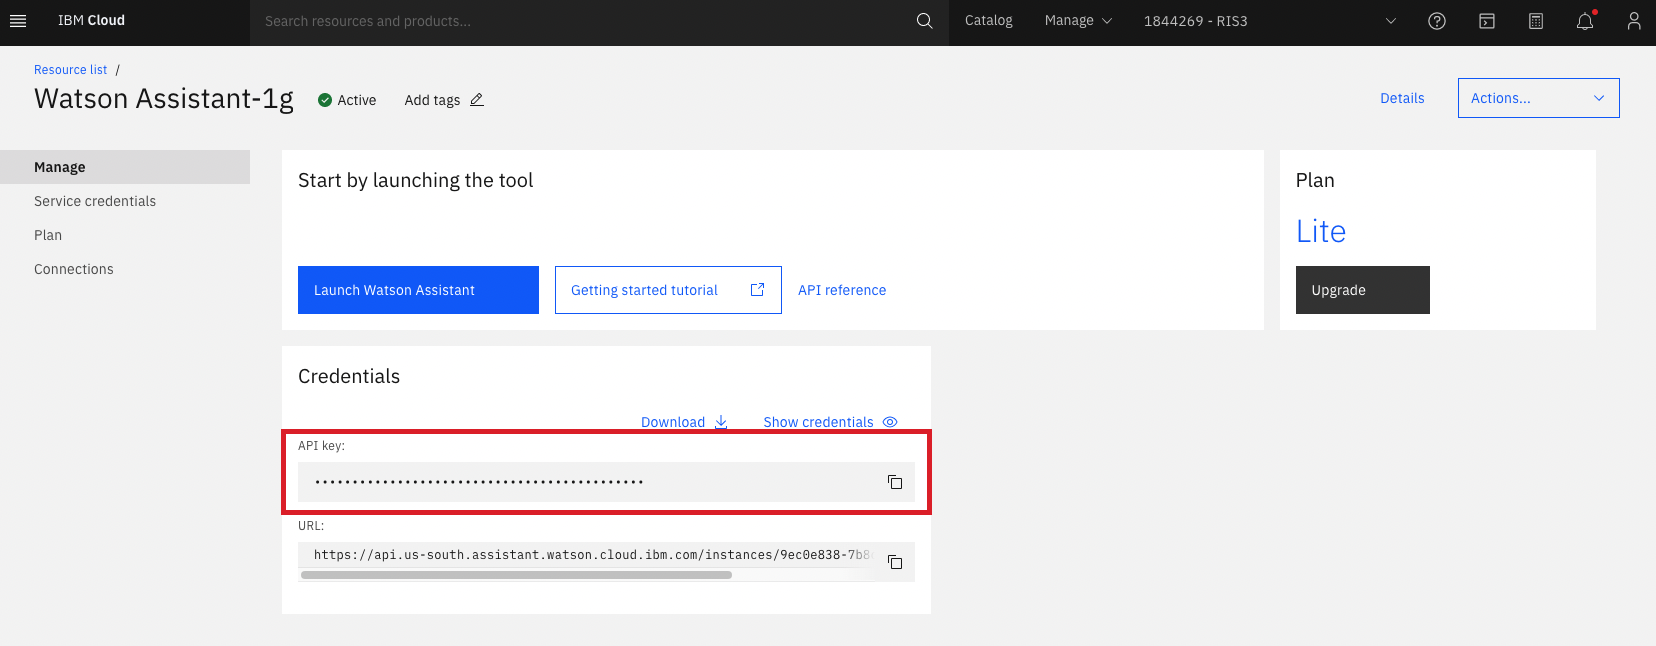 IBM Cloud
Search resources and products...
Catalog
Manage
1844269 - RIS3
Resource list /
Watson Assistant-1g
Active
Add tags
Details
Actions...
Manage
Service credentials
Plan
Connections
Start by launching the tool
Launch Watson Assistant
Getting started tutorial
API reference
Plan
Lite
Upgrade
Credentials
Download
Show credentials
API key:
••••••••••••••••••••••••••••••••••••••••••••
URL:
https://api.us-south.assistant.watson.cloud.ibm.com/instances/9ec0e838-7b8